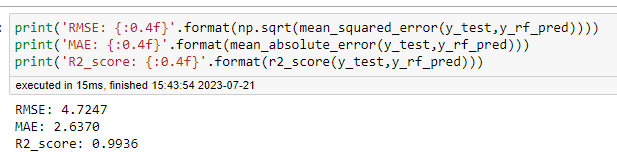 print('RMSE: {:0.4f}'.format(np.sqrt(mean_squared_error(y_test,y_rf_pred))))
print('MAE: {:0.4f}'.format(mean_absolute_error(y_test,y_rf_pred)))
print('R2_score: {:0.4f}'.format(r2_score(y_test,y_rf_pred)))
executed in 15ms, finished 15:43:54 2023-07-21
RMSE: 4.7247
MAE: 2.6370
R2_score: 0.9936